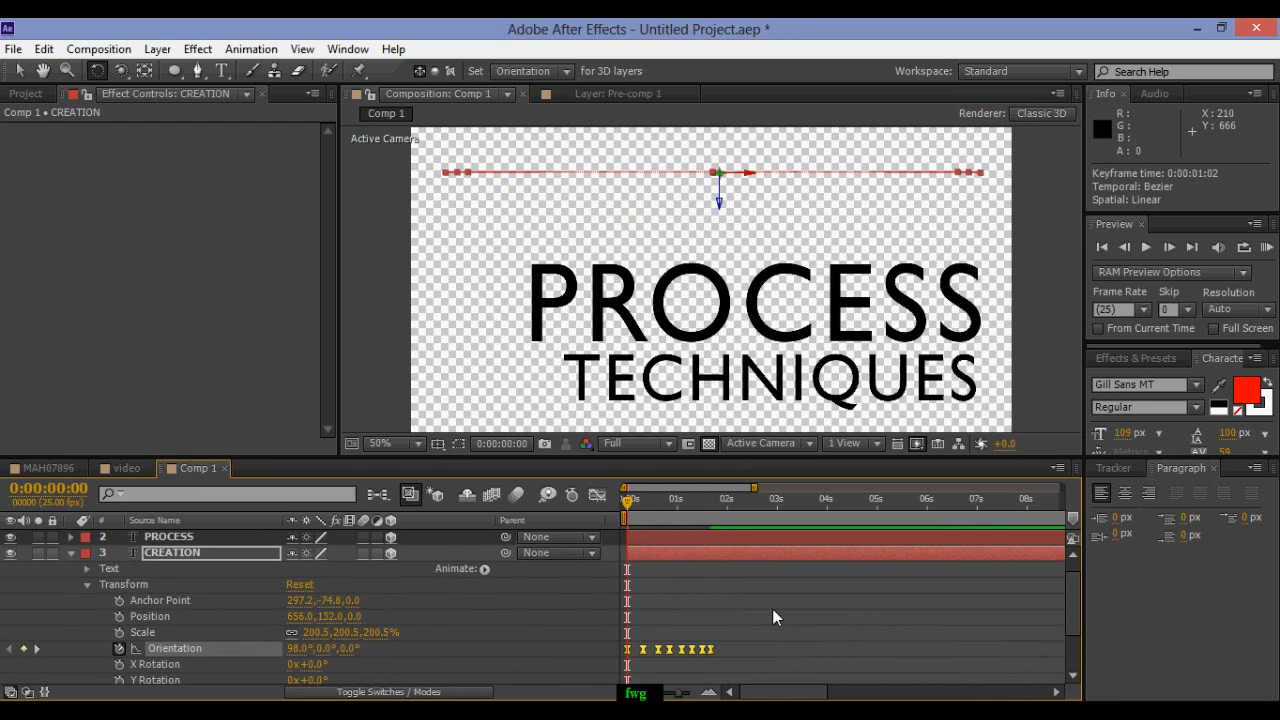 Adobe After Effects - Untitled Project.aep *
File Edit Composition Layer Effect Animation View Window Help
Set Orientation for 3D layers Workspace: Standard Search Help
Project Effect Controls: CREATION Composition: Comp 1 Layer: Pre-comp 1 Info Audio
Comp 1 • CREATION Comp 1 Renderer: Classic 3D
Active Camera
R: X: 210
G: Y: 666
B:
A: 0
Keyframe time: 0:00:01:02
Temporal: Bezier
Spatial: Linear
Preview
RAM Preview Options
Frame Rate Skip Resolution
(25) 0 Auto
From Current Time Full Screen
PROCESS
TECHNIQUES
Effects & Presets Characte
Gill Sans MT
Regular
109 px 100 px
50% 0:00:00:00 Full Active Camera 1 View +0.0
MAH07896 video Comp 1 Tracker Paragraph
0:00:00:00
00000 (25.00 fps)
01s 02s 03s 04s 05s 06s 07s 08s
# Source Name Parent
2 T PROCESS None
3 T CREATION None
Text Animate:
Transform Reset
Anchor Point 297.2,-74.8,0.0
Position 656.0,132.0,0.0
Scale 200.5,200.5,200.5%
Orientation 98.0°,0.0°,0.0°
X Rotation 0x+0.0°
Y Rotation 0x+0.0°
0 px 0 px 0 px
0 px 0 px
Toggle Switches / Modes
fwg